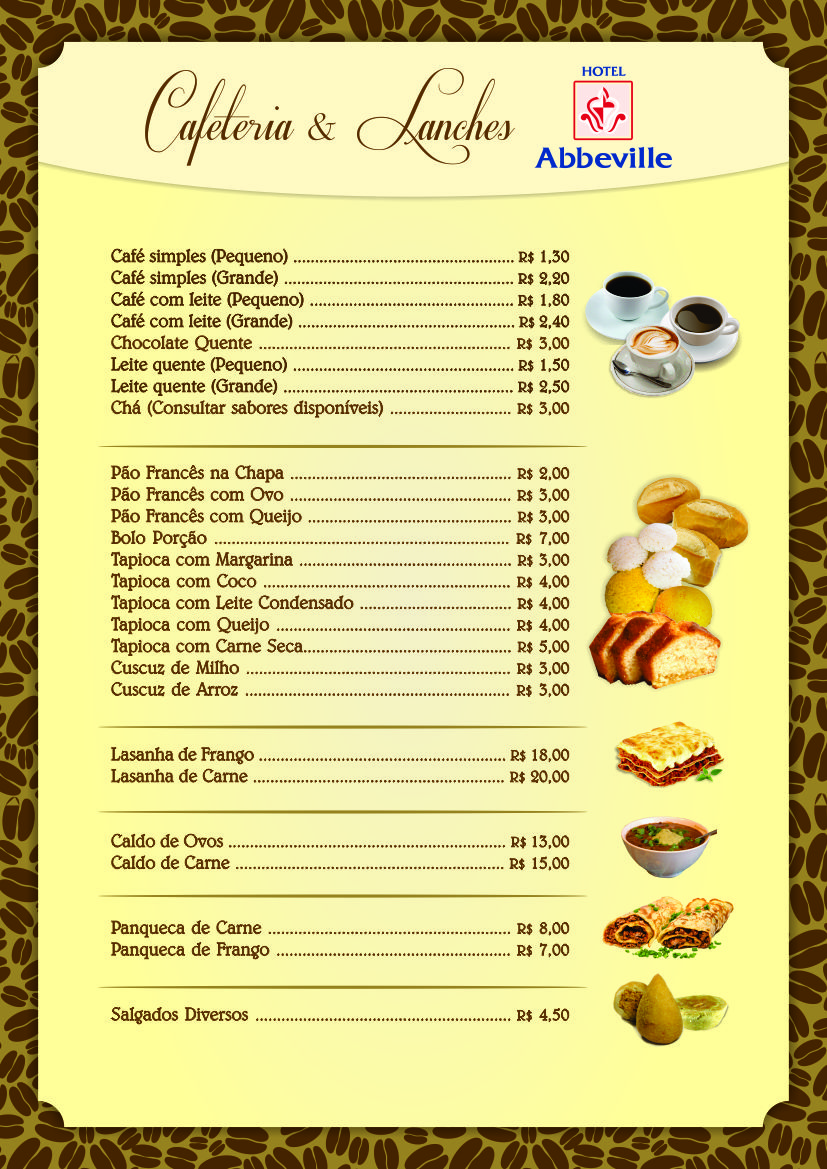 Cafeteria & Lanches
HOTEL
Abbeville
Café simples (Pequeno) ................................................... R$ 1,30
Café simples (Grande) ..................................................... R$ 2,20
Café com leite (Pequeno) ............................................... R$ 1,80
Café com leite (Grande) .................................................. R$ 2,40
Chocolate Quente ........................................................... R$ 3,00
Leite quente (Pequeno) ................................................... R$ 1,50
Leite quente (Grande) ..................................................... R$ 2,50
Chá (Consultar sabores disponíveis) ............................ R$ 3,00
Pão Francês na Chapa .................................................... R$ 2,00
Pão Francês com Ovo .................................................... R$ 3,00
Pão Francês com Queijo ................................................ R$ 3,00
Bolo Porção ..................................................................... R$ 7,00
Tapioca com Margarina .................................................. R$ 3,00
Tapioca com Coco .......................................................... R$ 4,00
Tapioca com Leite Condensado .................................... R$ 4,00
Tapioca com Queijo ....................................................... R$ 4,00
Tapioca com Carne Seca................................................. R$ 5,00
Cuscuz de Milho .............................................................. R$ 3,00
Cuscuz de Arroz .............................................................. R$ 3,00
Lasanha de Frango .......................................................... R$ 18,00
Lasanha de Carne ........................................................... R$ 20,00
Caldo de Ovos ................................................................. R$ 13,00
Caldo de Carne ............................................................... R$ 15,00
Panqueca de Carne ......................................................... R$ 8,00
Panqueca de Frango ....................................................... R$ 7,00
Salgados Diversos ............................................................ R$ 4,50